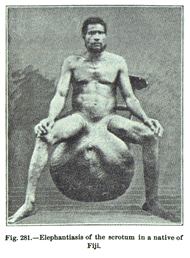 Fig. 281.—Elephantiasis of the scrotum in a native of
Fiji.